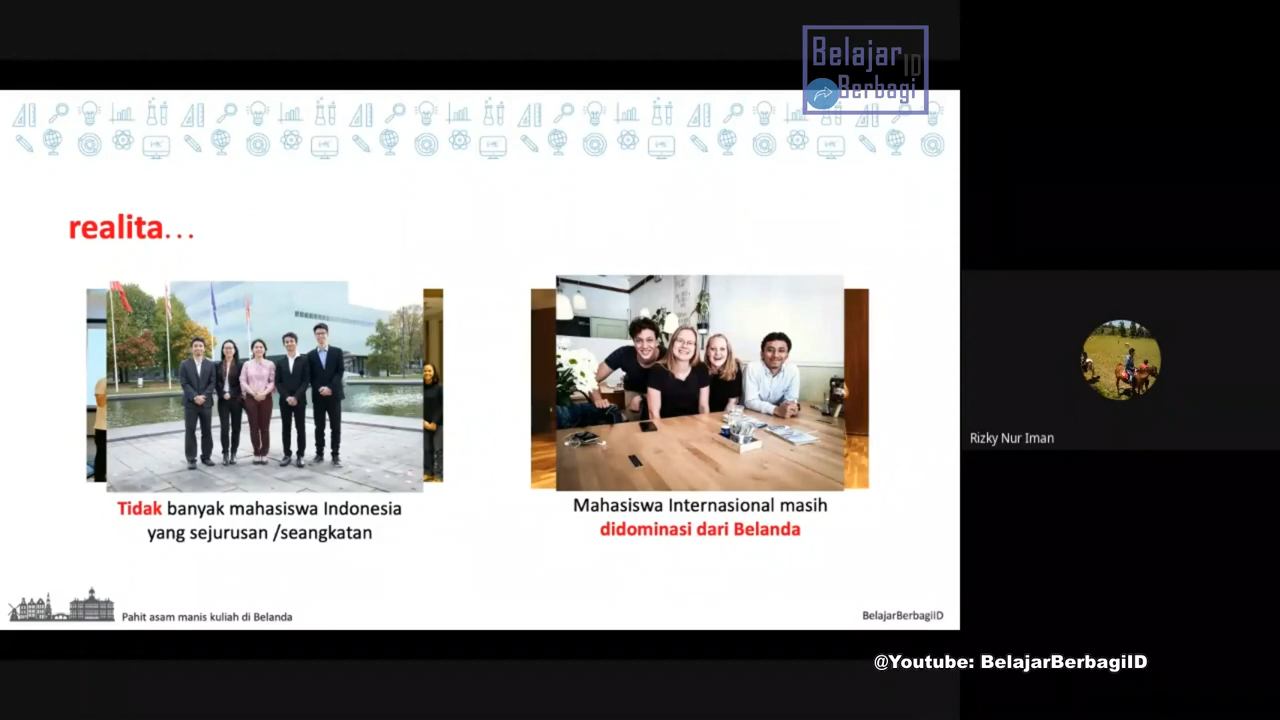 Belajar
ID
Berbagi
realita...
Tidak banyak mahasiswa Indonesia
yang sejurusan /seangkatan
Mahasiswa Internasional masih
didominasi dari Belanda
Pahit asam manis kuliah di Belanda
BelajarBerbagiID
Rizky Nur Iman
@Youtube: BelajarBerbagiID